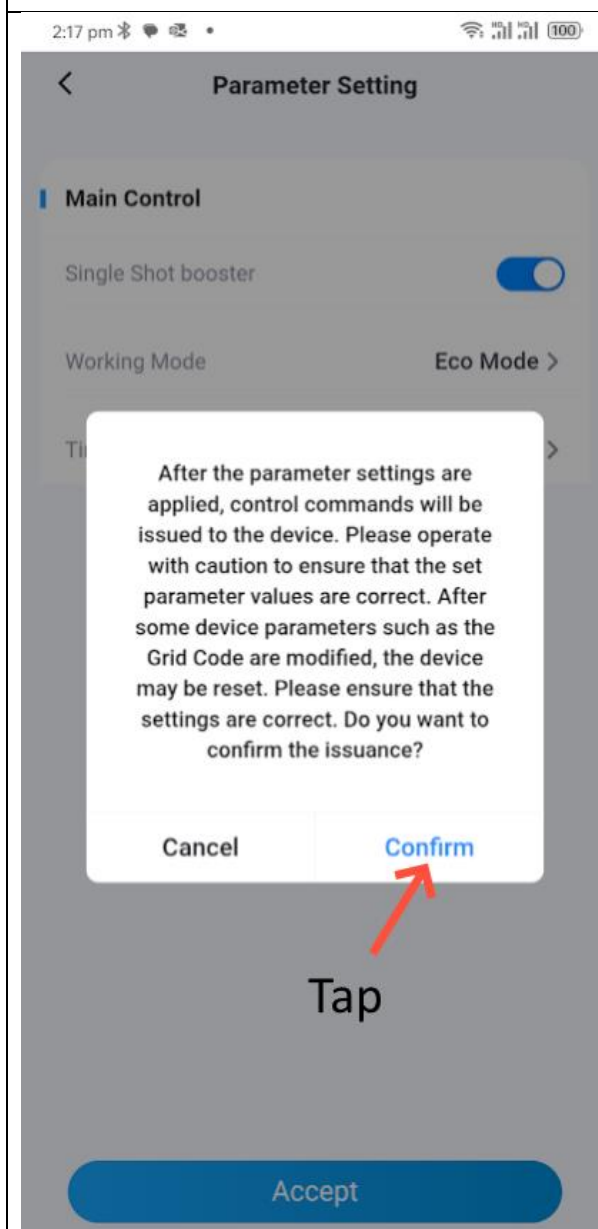 2:17 pm
100
Parameter Setting
Main Control
Single Shot booster
Working Mode
Eco Mode >
>
After the parameter settings are
applied, control commands will be
issued to the device. Please operate
with caution to ensure that the set
parameter values are correct. After
some device parameters such as the
Grid Code are modified, the device
may be reset. Please ensure that the
settings are correct. Do you want to
confirm the issuance?
Cancel
Confirm
Tap
Accept